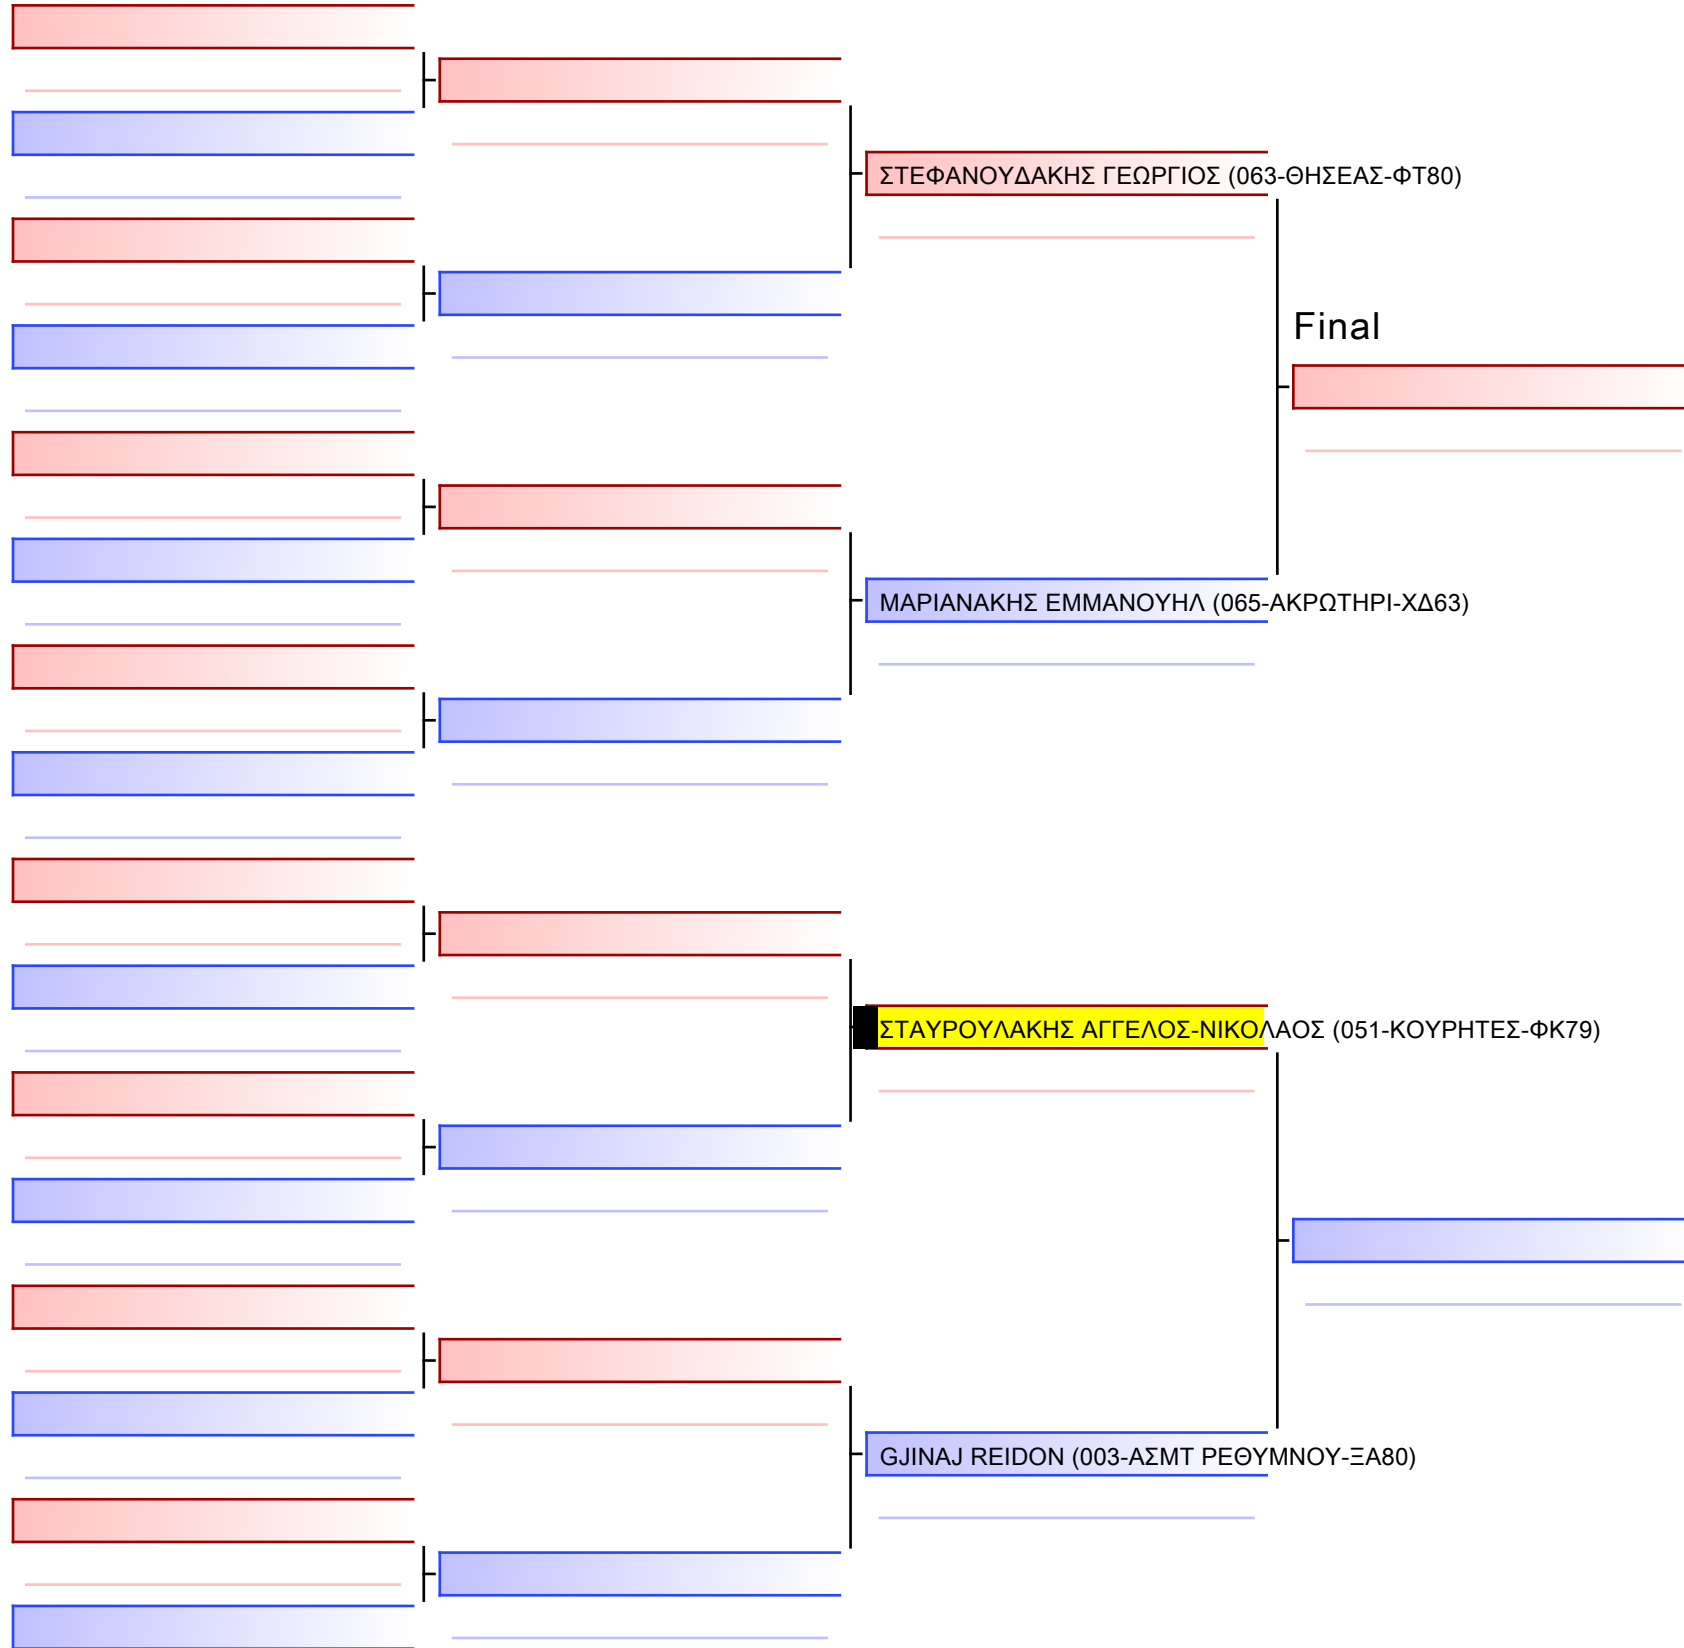 ΣΤΕΦΑΝΟΥΔΑΚΗΣ ΓΕΩΡΓΙΟΣ (063-ΘΗΣΕΑΣ-ΦΤ80)
Final
ΜΑΡΙΑΝΑΚΗΣ ΕΜΜΑΝΟΥΗΛ (065-ΑΚΡΩΤΗΡΙ-ΧΔ63)
ΣΤΑΥΡΟΥΛΑΚΗΣ ΑΓΓΕΛΟΣ-ΝΙΚΟΛΑΟΣ (051-ΚΟΥΡΗΤΕΣ-ΦΚ79)
GJINAJ REIDON (003-ΑΣΜΤ ΡΕΘΥΜΝΟΥ-ΞΑ80)